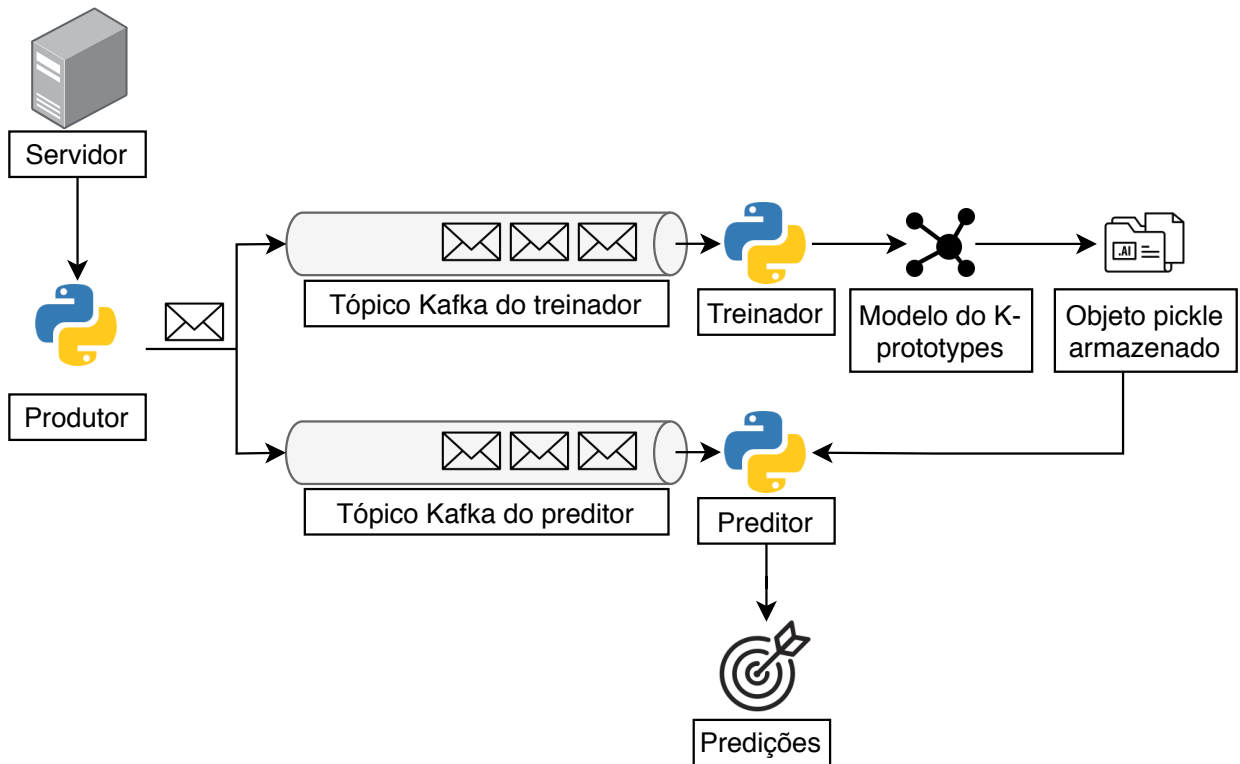 Servidor
Produtor
Tópico Kafka do treinador
Treinador
Modelo do K-
prototypes
.AI
Objeto pickle
armazenado
Tópico Kafka do preditor
Preditor
Predições